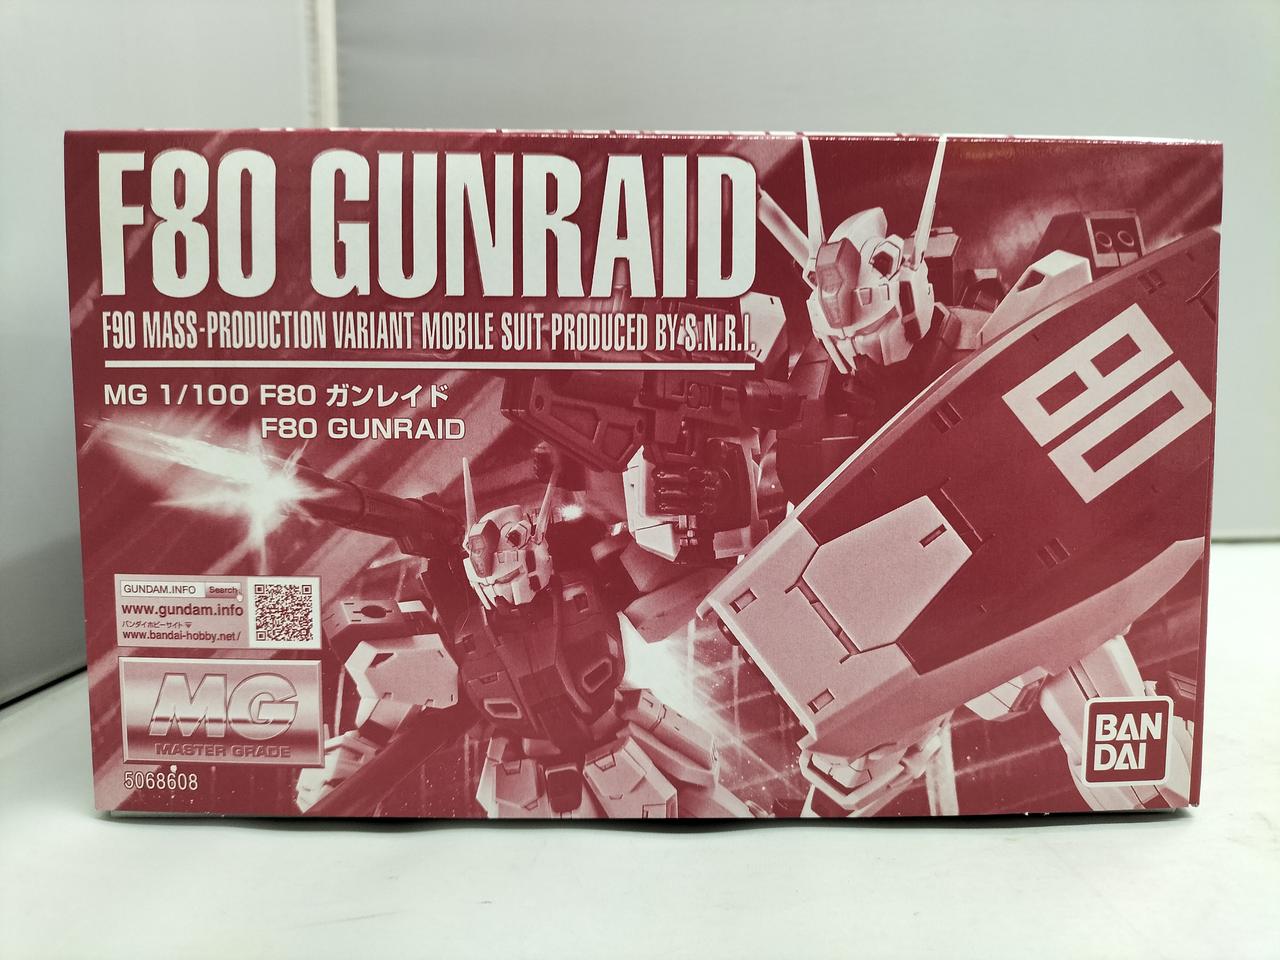 F80 GUNRAID
F90 MASS-PRODUCTION VARIANT MOBILE SUIT PRODUCED BY S.N.R.I.
MG 1/100 F80 ガンレイド
F80 GUNRAID
80
GUNDAM.INFO Search
www.gundam.info
バンダイホビーサイト▽
www.bandai-hobby.net/
MG
MASTER GRADE
5068608
BAN
DAI